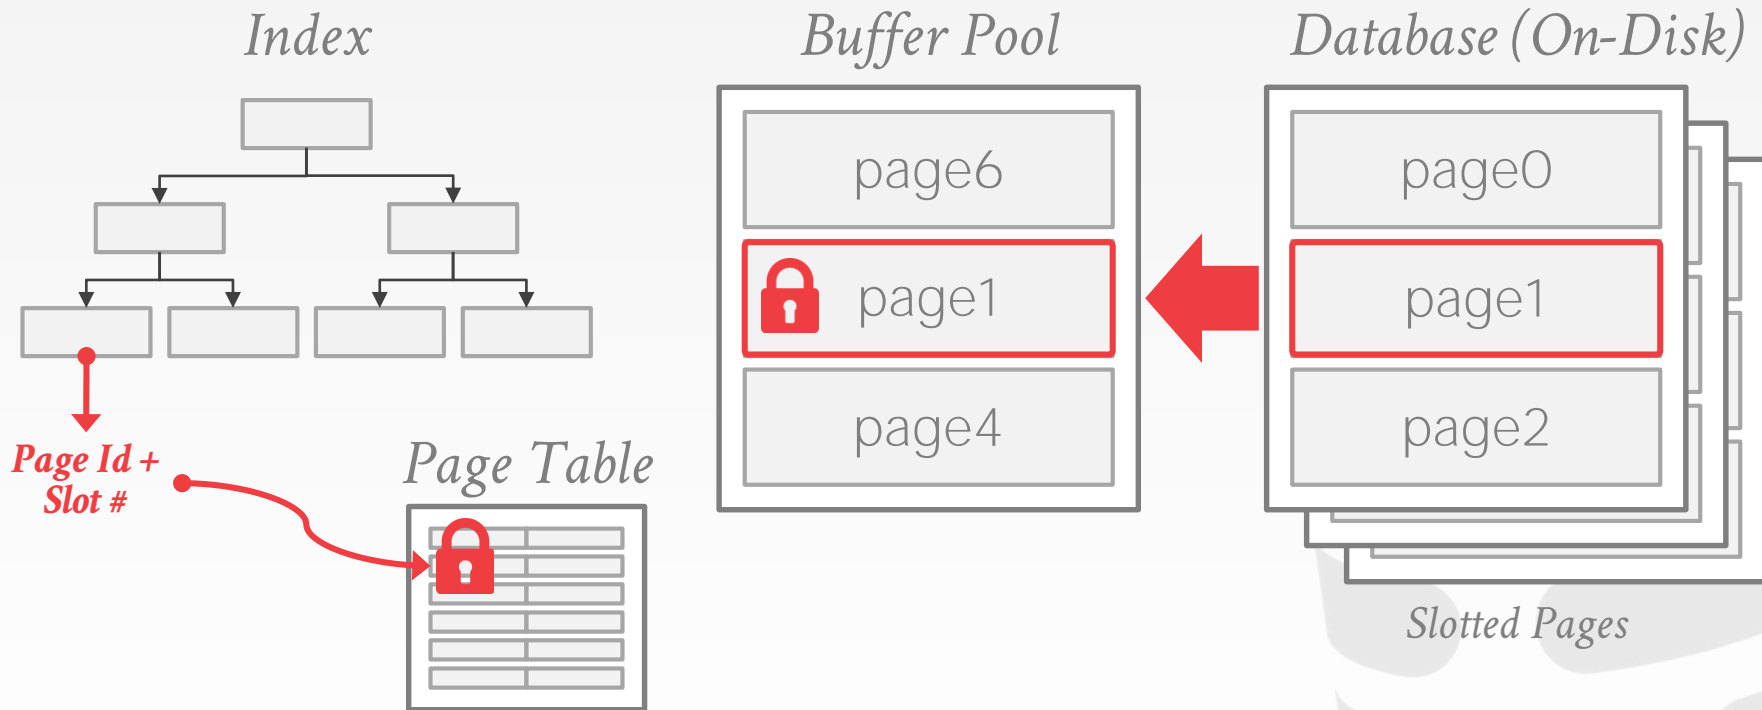 Index
Buffer Pool
Database (On-Disk)
page6
page0
page1
page1
page4
page2
Page Id +
Slot #
Page Table
Slotted Pages